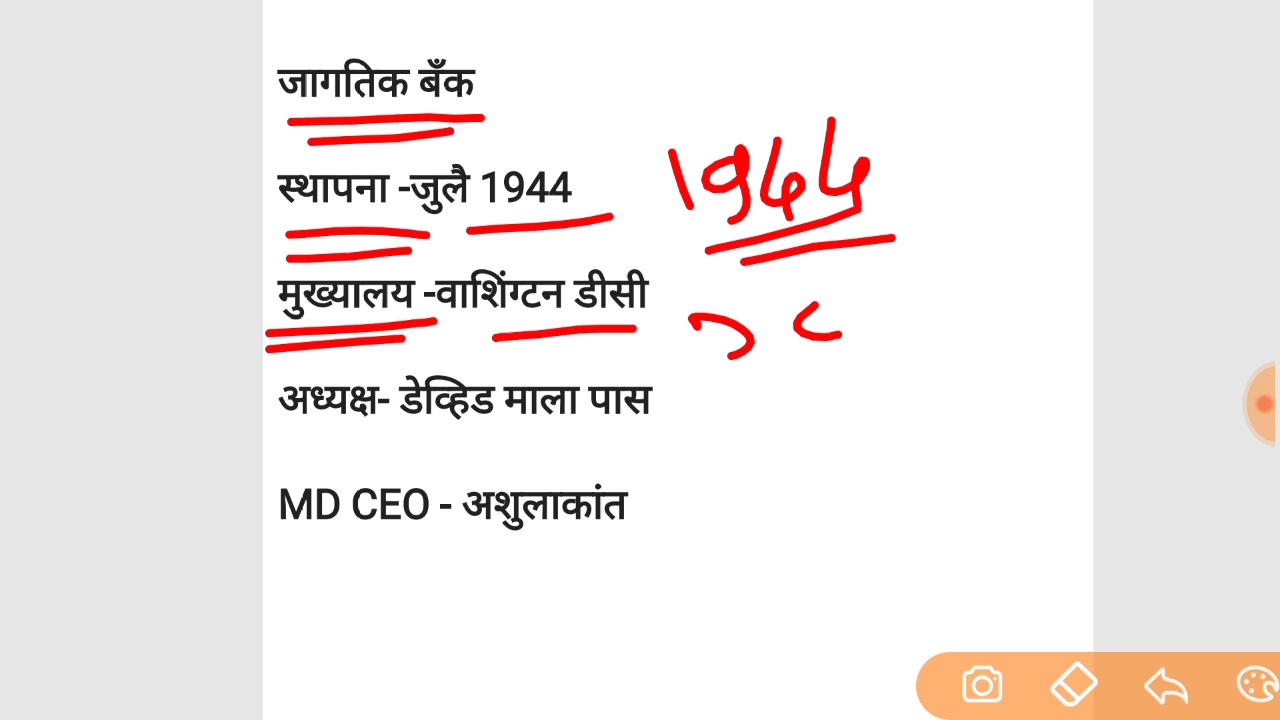 जागतिक बँक
स्थापना -जुलै 1944
1944
मुख्यालय -वाशिंग्टन डीसी
अध्यक्ष- डेव्हिड माला पास
MD CEO - अशुलाकांत